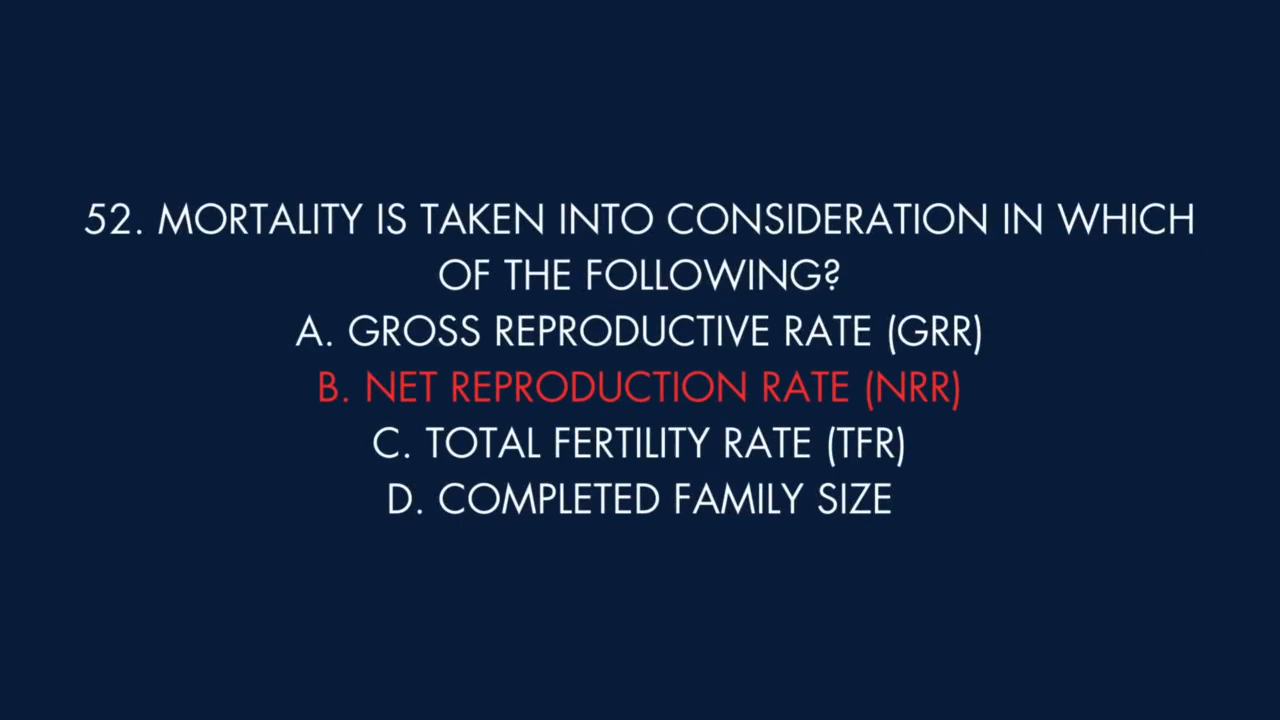 52. MORTALITY IS TAKEN INTO CONSIDERATION IN WHICH
OF THE FOLLOWING?
A. GROSS REPRODUCTIVE RATE (GRR)
B. NET REPRODUCTION RATE (NRR)
C. TOTAL FERTILITY RATE (TFR)
D. COMPLETED FAMILY SIZE